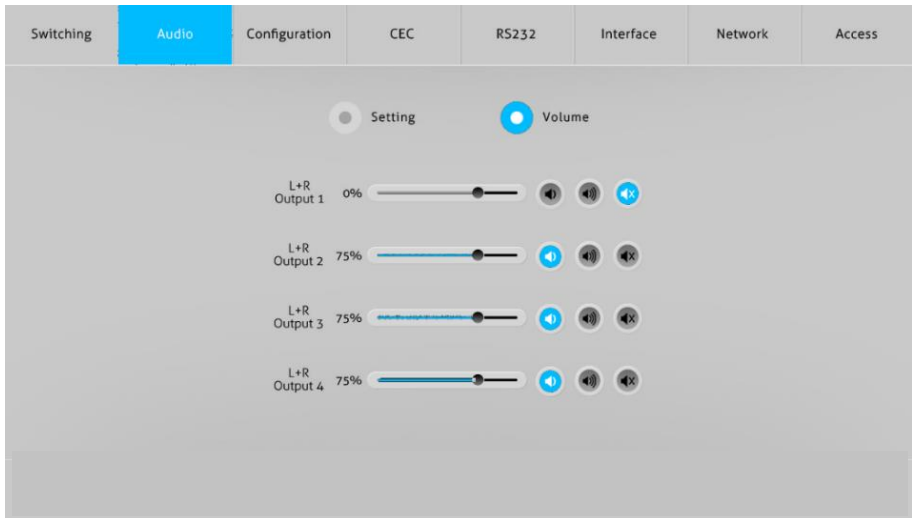 Switching Audio Configuration CEC RS232 Interface Network Access
Setting Volume
L+R
Output 1 0%
L+R
Output 2 75%
L+R
Output 3 75%
L+R
Output 4 75%